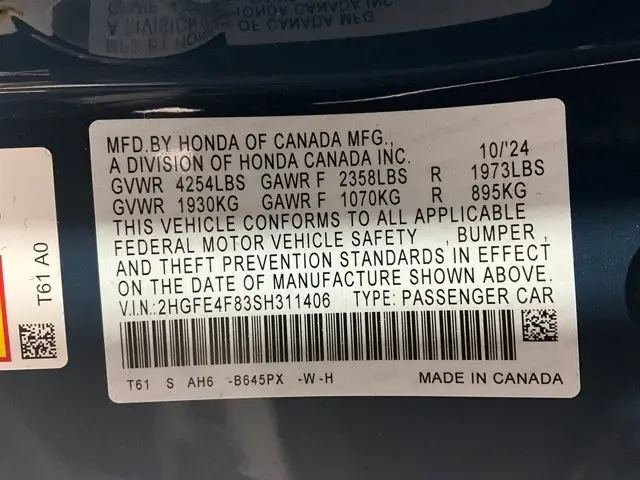 MFD.BY HONDA OF CANADA MFG.,
A DIVISION OF HONDA CANADA INC. 10/'24
GVWR 4254LBS GAWR F 2358LBS R 1973LBS
GVWR 1930KG GAWR F 1070KG R 895KG
THIS VEHICLE CONFORMS TO ALL APPLICABLE
FEDERAL MOTOR VEHICLE SAFETY , BUMPER ,
AND THEFT PREVENTION STANDARDS IN EFFECT
ON THE DATE OF MANUFACTURE SHOWN ABOVE.
V.I.N.:2HGFE4F83SH311406 TYPE: PASSENGER CAR
T61 S AH6 -B645PX -W-H MADE IN CANADA
T61 A0